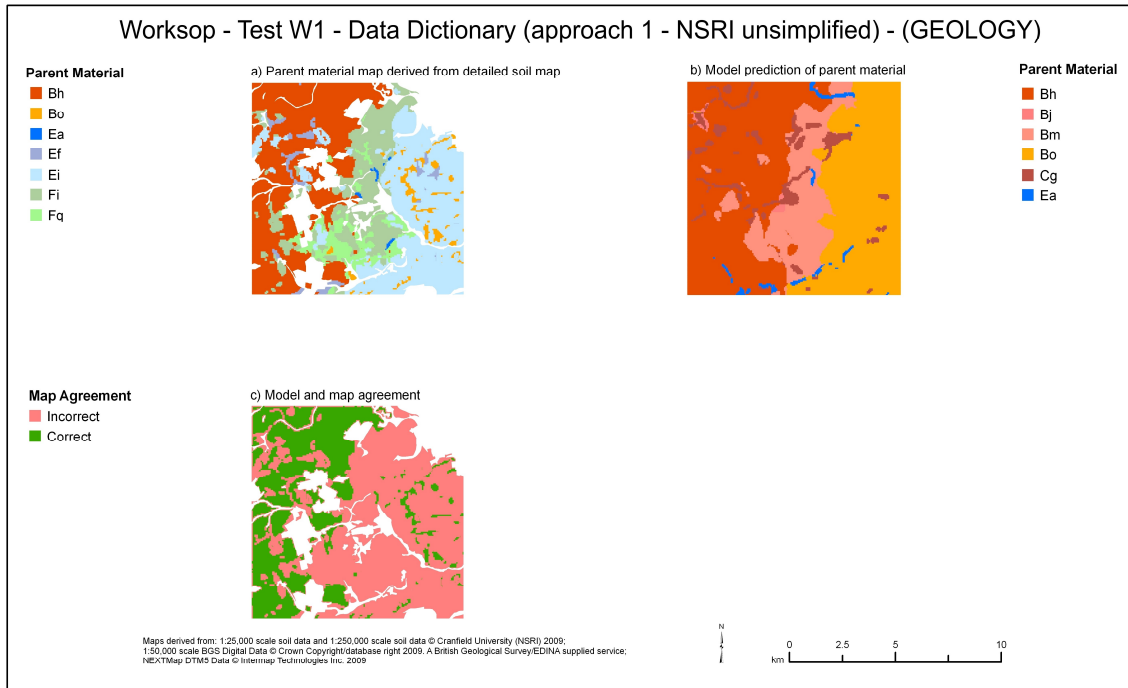 Worksop - Test W1 - Data Dictionary (approach 1 - NSRI unsimplified) - (GEOLOGY)
Parent Material
Bh
Bo
Ea
Ef
Ei
Fi
Fq
a) Parent material map derived from detailed soil map
b) Model prediction of parent material
Parent Material
Bh
Bj
Bm
Bo
Cg
Ea
Map Agreement
Incorrect
Correct
c) Model and map agreement
Maps derived from: 1:25,000 scale soil data and 1:250,000 scale soil data © Cranfield University (NSRI) 2009;
1:50,000 scale BGS Digital Data © Crown Copyright/database right 2009. A British Geological Survey/EDINA supplied service;
NEXTMap DTM5 Data © Intermap Technologies Inc. 2009
N
0 2.5 5 7.5 10
km